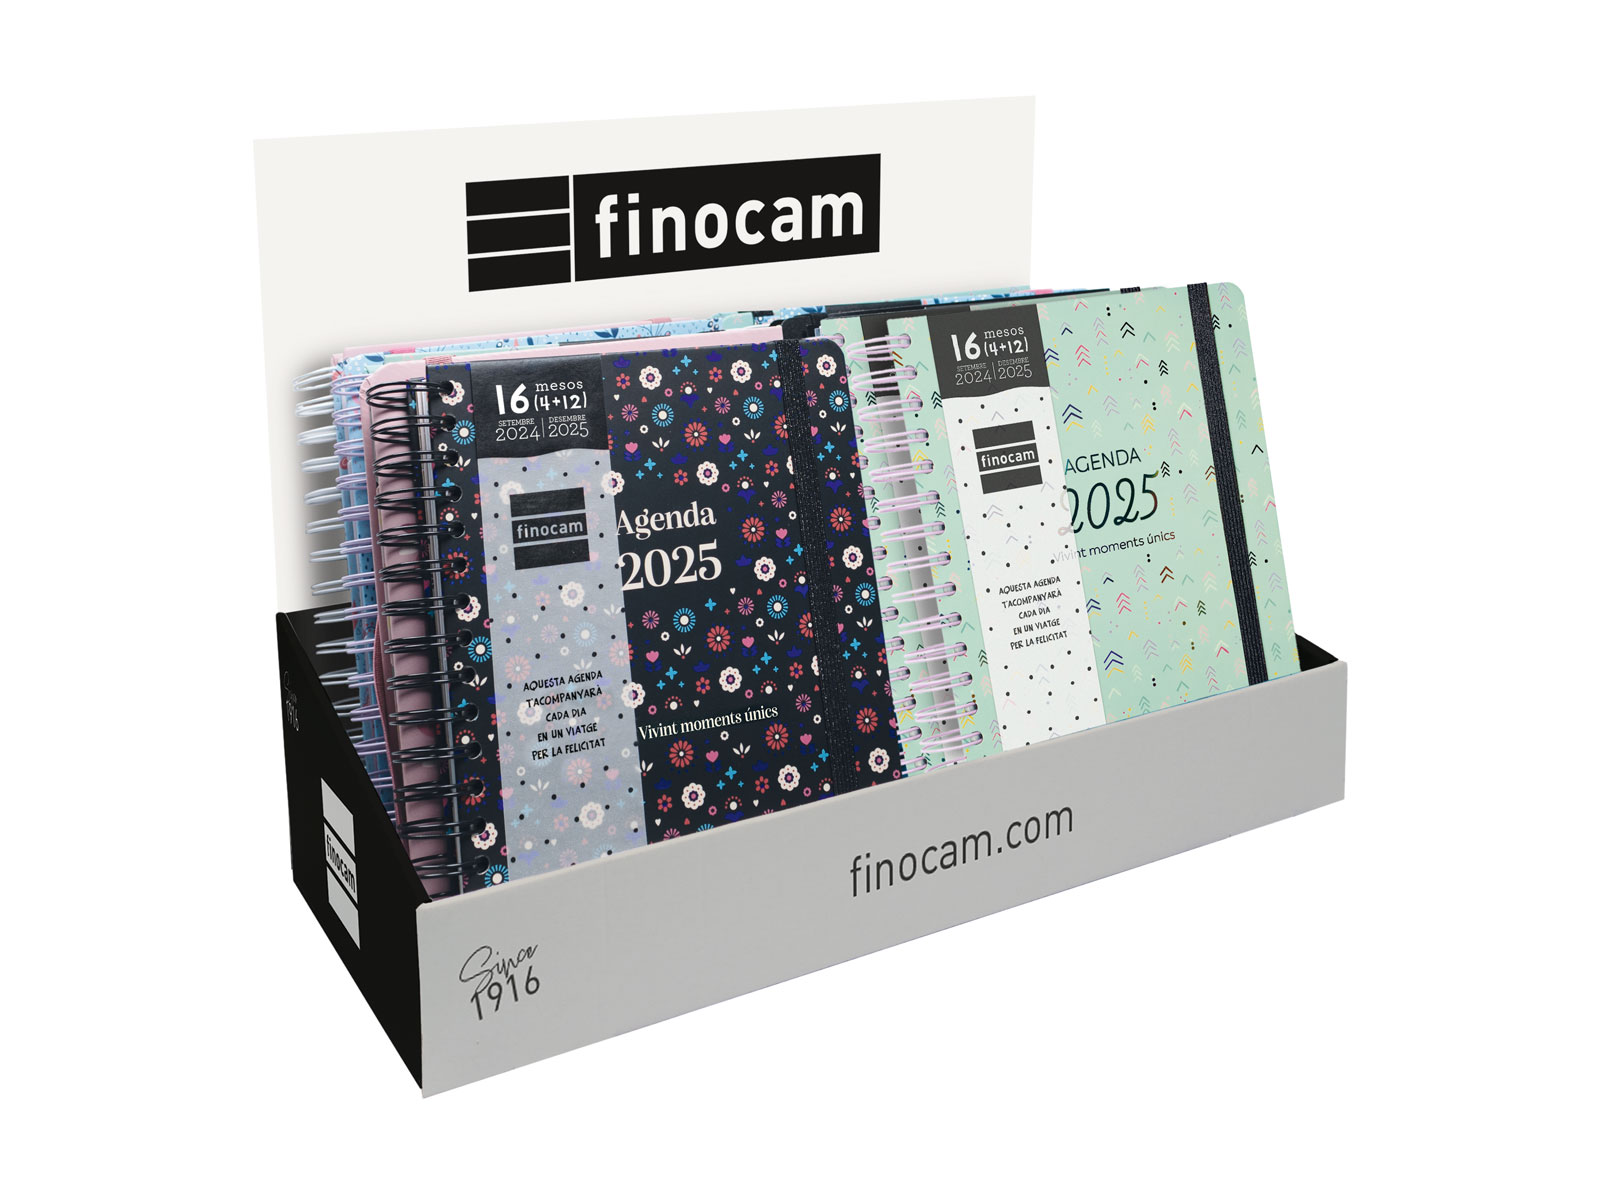 finocam
16 mesos
(4+12)
SETEMBRE
2024
DESEMBRE
2025
finocam
Agenda
2025
AQUESTA AGENDA
T'ACOMPANYARÀ
CADA DIA
EN UN VIATGE
PER LA FELICITAT
Vivint moments únics
16 mesos
(4+12)
SETEMBRE
2024
DESEMBRE
2025
finocam
AGENDA
2025
Vivint moments únics
AQUESTA AGENDA
T'ACOMPANYARÀ
CADA DIA
EN UN VIATGE
PER LA FELICITAT
Since
1916
finocam
finocam.com
Since
1916